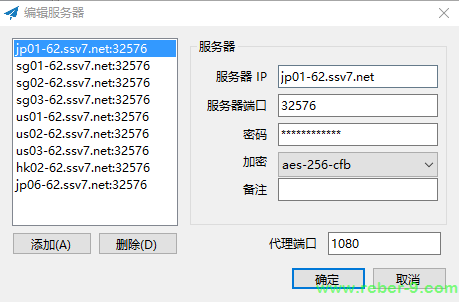 编辑服务器
jp01-62.ssv7.net:32576
sg01-62.ssv7.net:32576
sg02-62.ssv7.net:32576
sg03-62.ssv7.net:32576
us01-62.ssv7.net:32576
us02-62.ssv7.net:32576
us03-62.ssv7.net:32576
hk02-62.ssv7.net:32576
jp06-62.ssv7.net:32576
添加(A)
删除(D)
服务器
服务器 IP jp01-62.ssv7.net
服务器端口 32576
密码 ************
加密 aes-256-cfb
备注
代理端口 1080
确定
取消
www.reber-9.com